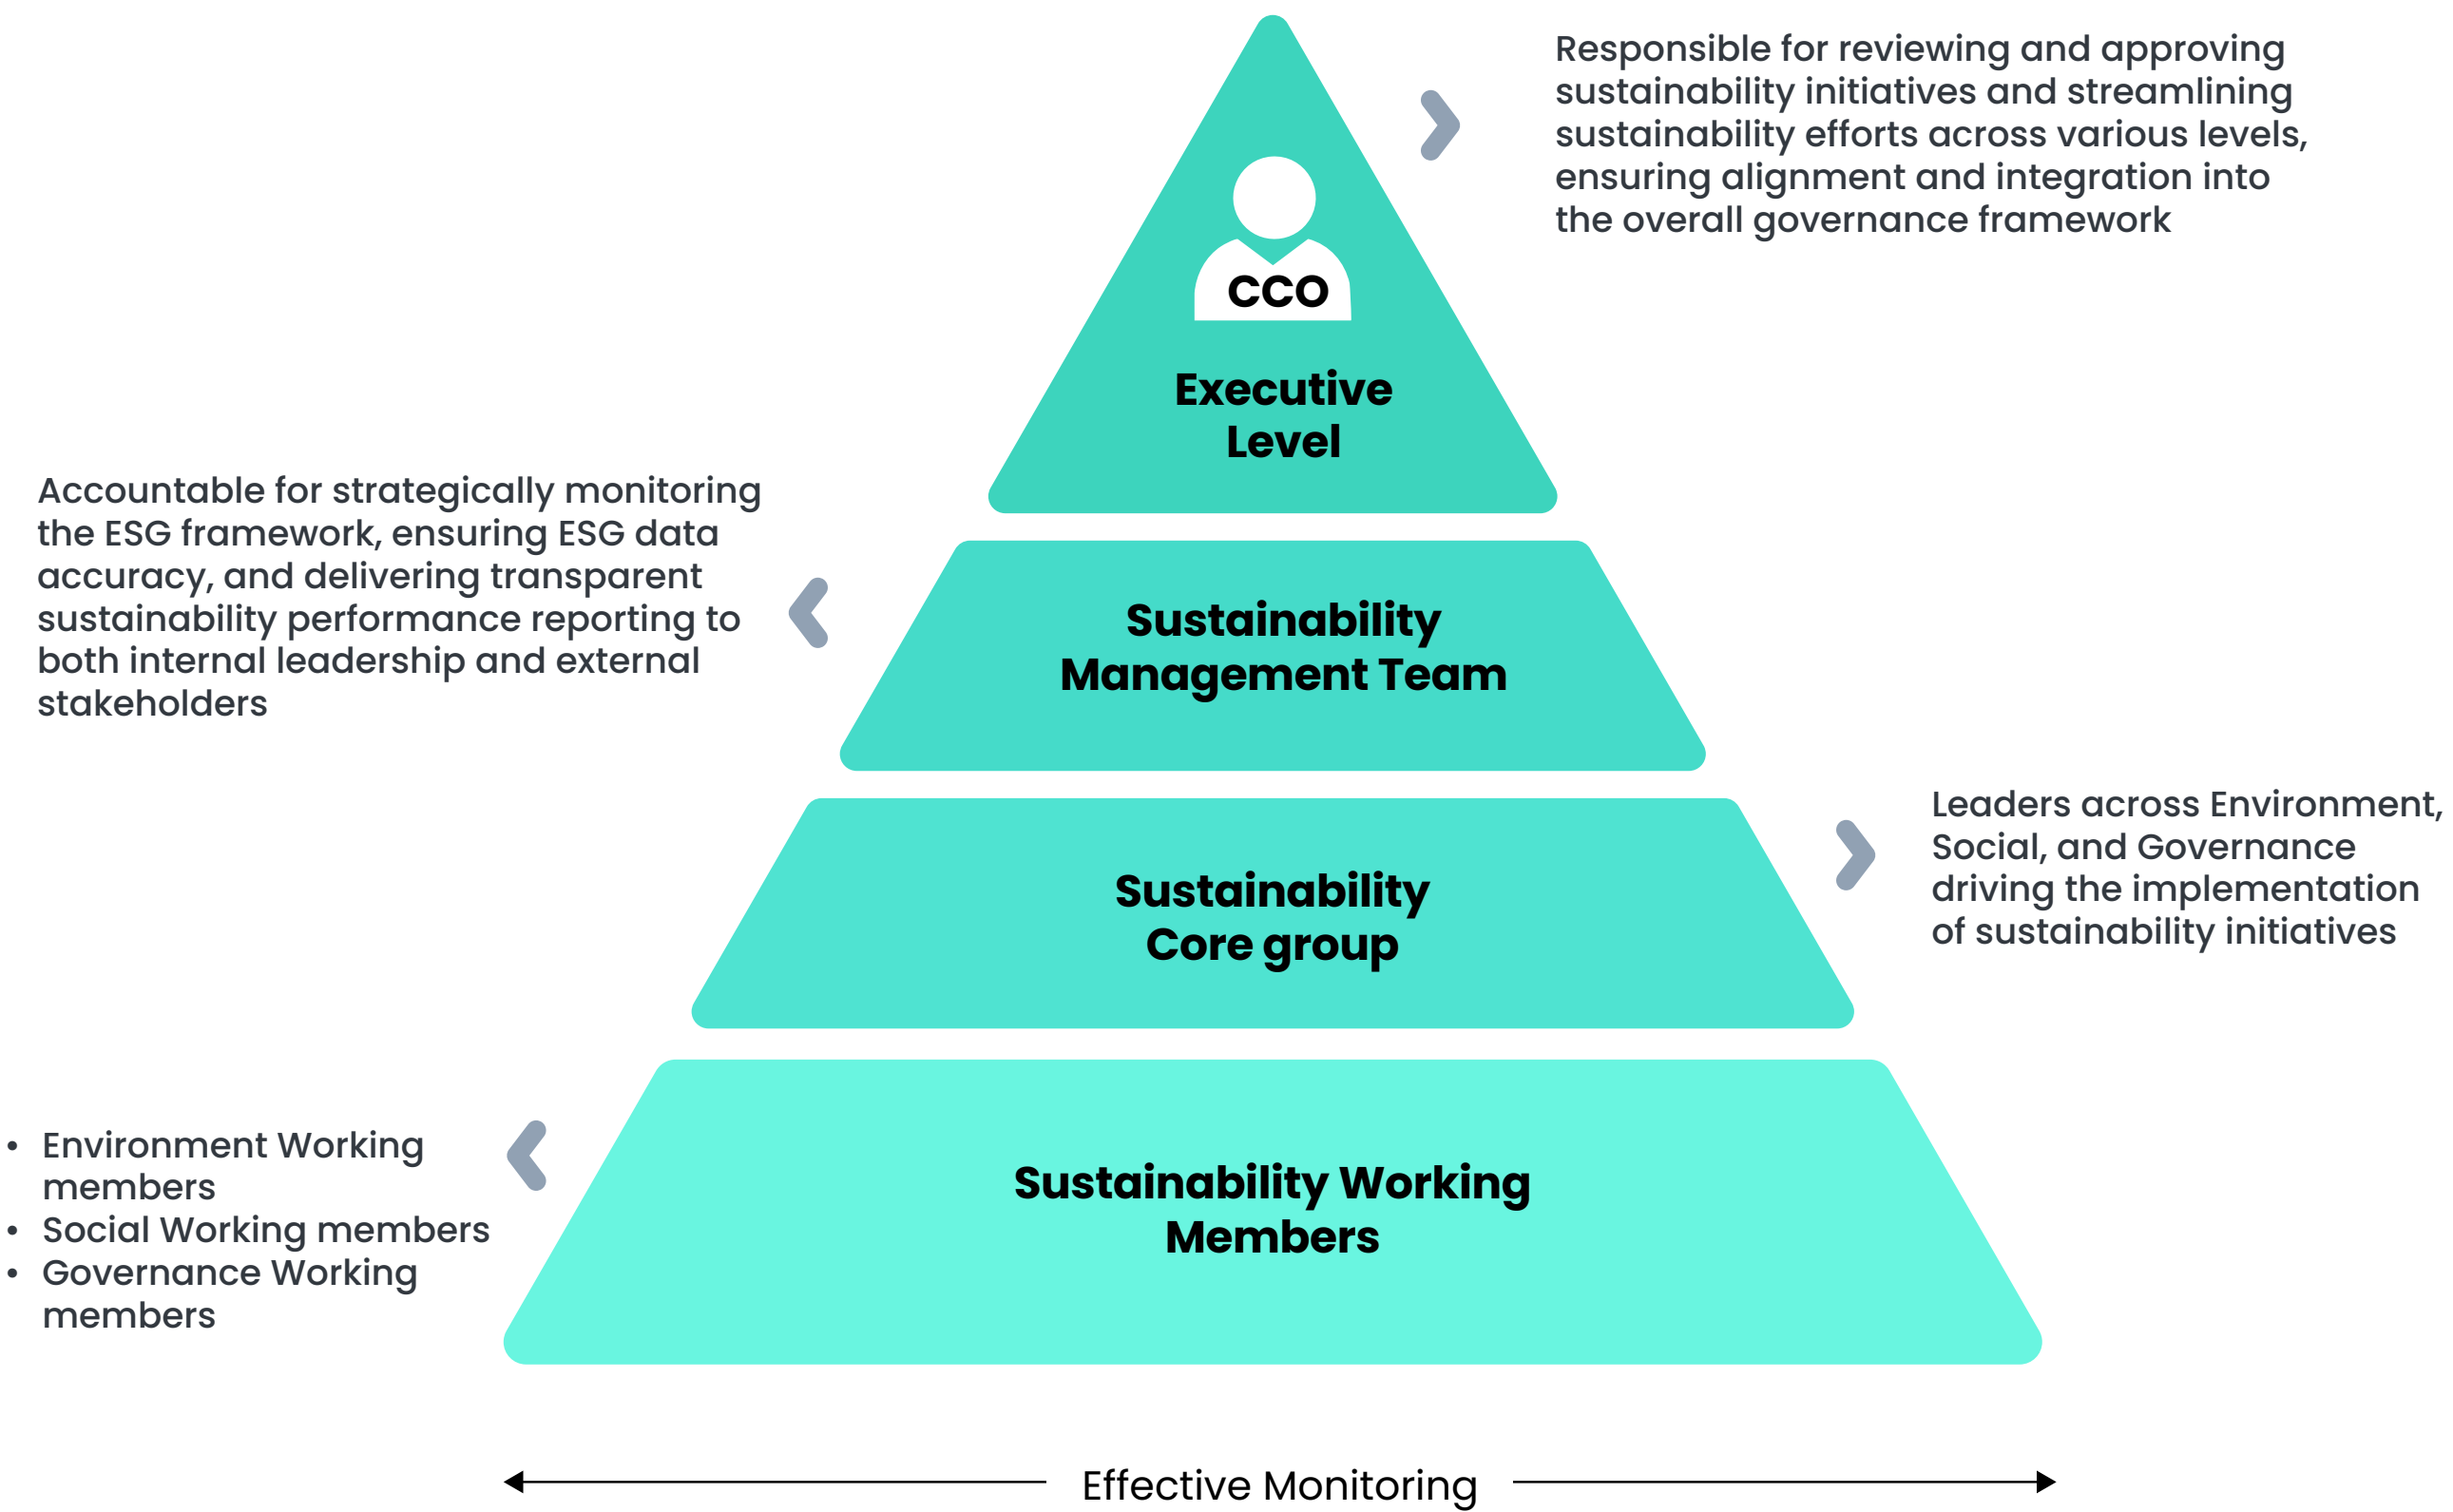 Responsible for reviewing and approving
sustainability initiatives and streamlining
sustainability efforts across various levels,
ensuring alignment and integration into
the overall governance framework
CCO
Executive
Level
Accountable for strategically monitoring
the ESG framework, ensuring ESG data
accuracy, and delivering transparent
sustainability performance reporting to
both internal leadership and external
stakeholders
Sustainability
Management Team
Leaders across Environment,
Social, and Governance
driving the implementation
of sustainability initiatives
Sustainability
Core group
• Environment Working
members
• Social Working members
• Governance Working
members
Sustainability Working
Members
Effective Monitoring